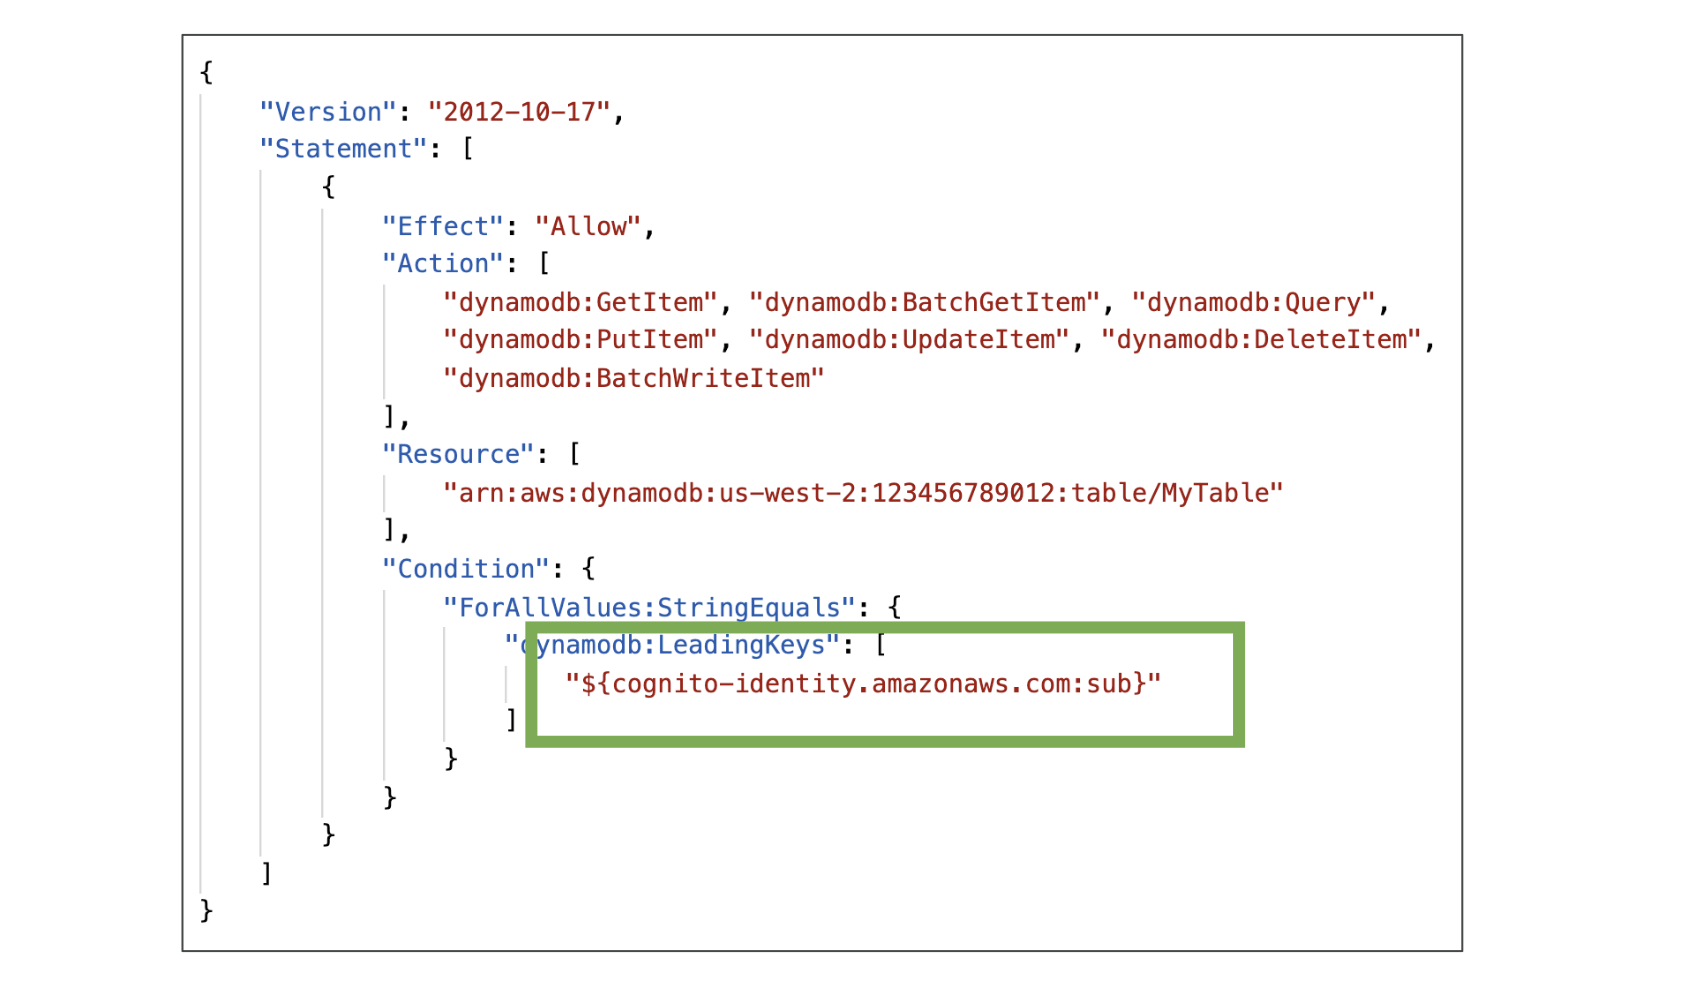 {
"Version": "2012-10-17",
"Statement": [
{
"Effect": "Allow",
"Action": [
"dynamodb:GetItem", "dynamodb:BatchGetItem", "dynamodb:Query",
"dynamodb:PutItem", "dynamodb:UpdateItem", "dynamodb:DeleteItem",
"dynamodb:BatchWriteItem"
],
"Resource": [
"arn:aws:dynamodb:us-west-2:123456789012:table/MyTable"
],
"Condition": {
"ForAllValues:StringEquals": {
"dynamodb:LeadingKeys": [
"${cognito-identity.amazonaws.com:sub}"
]
}
}
}
]
}